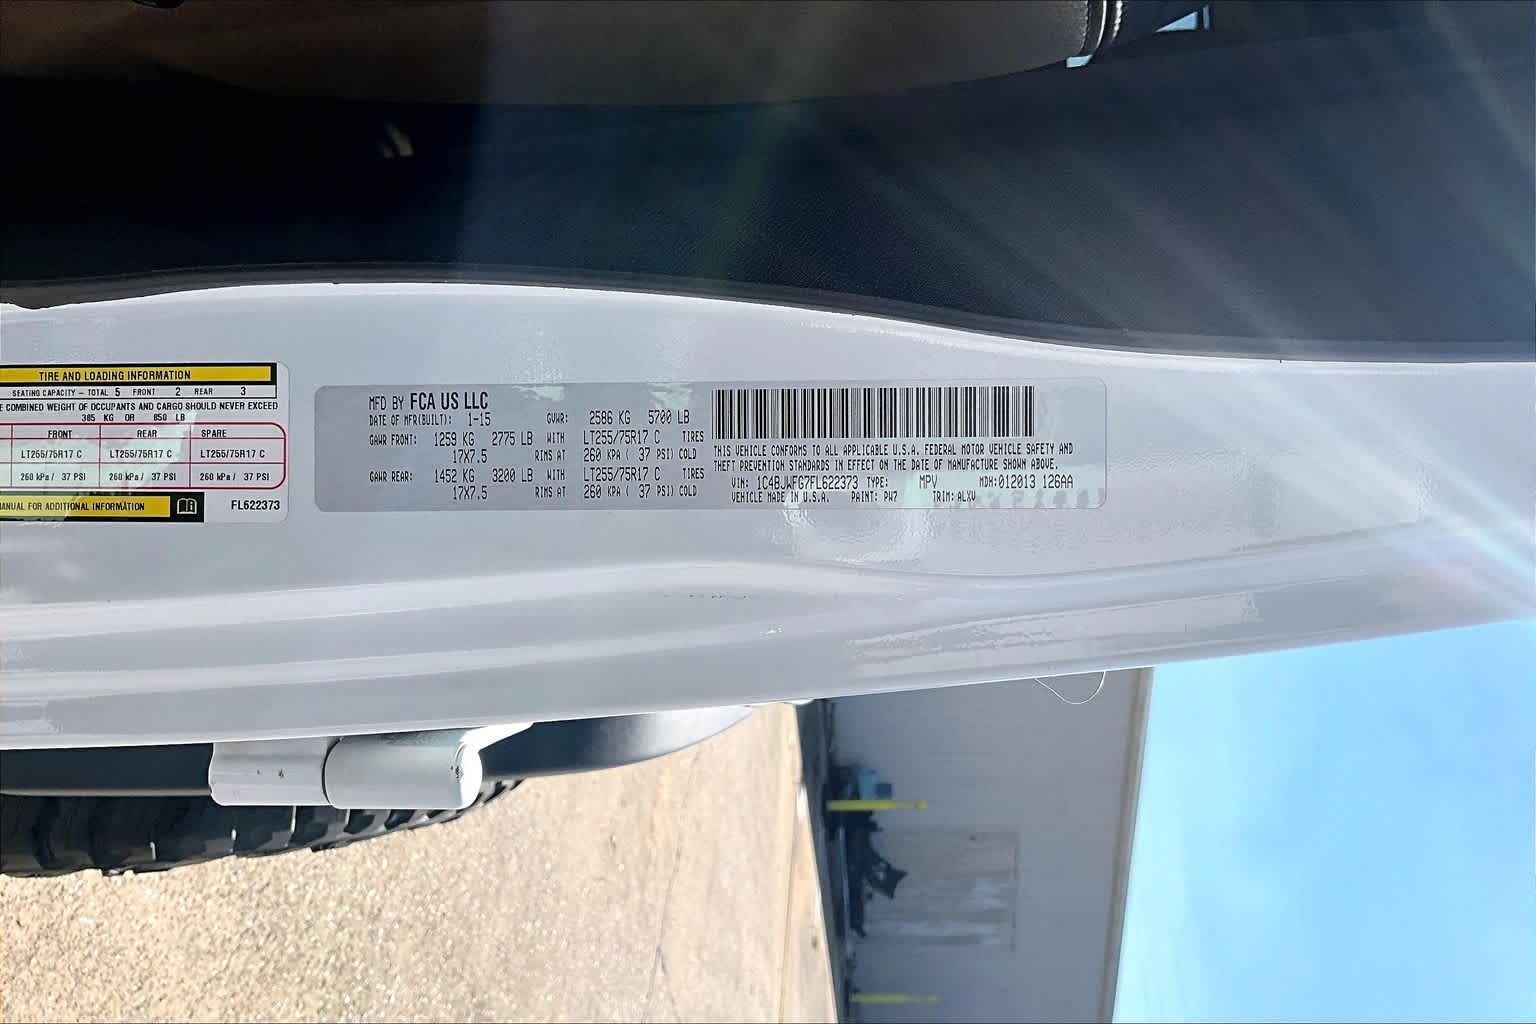 TIRE AND LOADING INFORMATION
SEATING CAPACITY – TOTAL 5 FRONT 2 REAR 3
COMBINED WEIGHT OF OCCUPANTS AND CARGO SHOULD NEVER EXCEED
385 KG OR 850 LB
FRONT REAR SPARE
LT255/75R17 C LT255/75R17 C LT255/75R17 C
260 kPa / 37 PSI 260 kPa / 37 PSI 260 kPa / 37 PSI
FOR ADDITIONAL INFORMATION
FL622373
MFD BY FCA US LLC
DATE OF MFR(BUILT): 1-15 GVWR: 2586 KG 5700 LB
GAWR FRONT: 1259 KG 2775 LB WITH LT255/75R17 C TIRES
17X7.5 RIMS AT 260 KPA ( 37 PSI) COLD
GAWR REAR: 1452 KG 3200 LB WITH LT255/75R17 C TIRES
17X7.5 RIMS AT 260 KPA ( 37 PSI) COLD
THIS VEHICLE CONFORMS TO ALL APPLICABLE U.S.A. FEDERAL MOTOR VEHICLE SAFETY AND
THEFT PREVENTION STANDARDS IN EFFECT ON THE DATE OF MANUFACTURE SHOWN ABOVE.
VIN: 1C4BJWFG7FL622373 TYPE: MPV MDH:012013 126AA
VEHICLE MADE IN U.S.A. PAINT: PW7 TRIM: ALXV